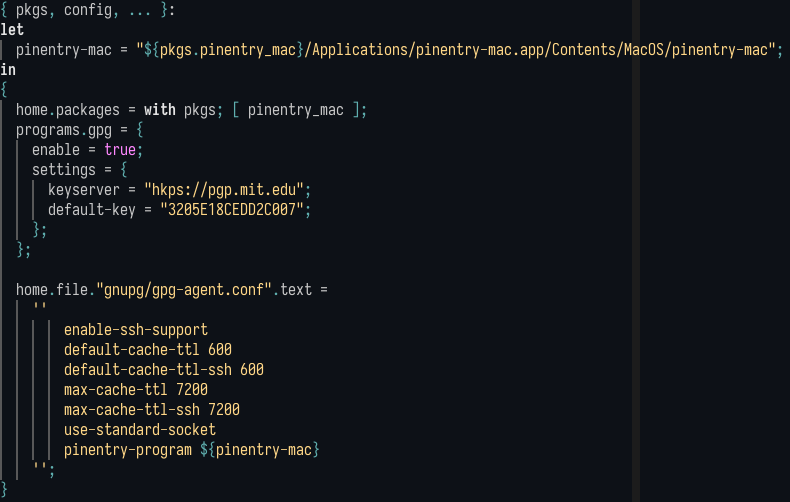 { pkgs, config, ... }:
let
pinentry-mac = "${pkgs.pinentry_mac}/Applications/pinentry-mac.app/Contents/MacOS/pinentry-mac";
in
{
home.packages = with pkgs; [ pinentry_mac ];
programs.gpg = {
enable = true;
settings = {
keyserver = "hkps://pgp.mit.edu";
default-key = "3205E18CEDD2C007";
};
};
home.file."gnupg/gpg-agent.conf".text =
''
enable-ssh-support
default-cache-ttl 600
default-cache-ttl-ssh 600
max-cache-ttl 7200
max-cache-ttl-ssh 7200
use-standard-socket
pinentry-program ${pinentry-mac}
'';
}